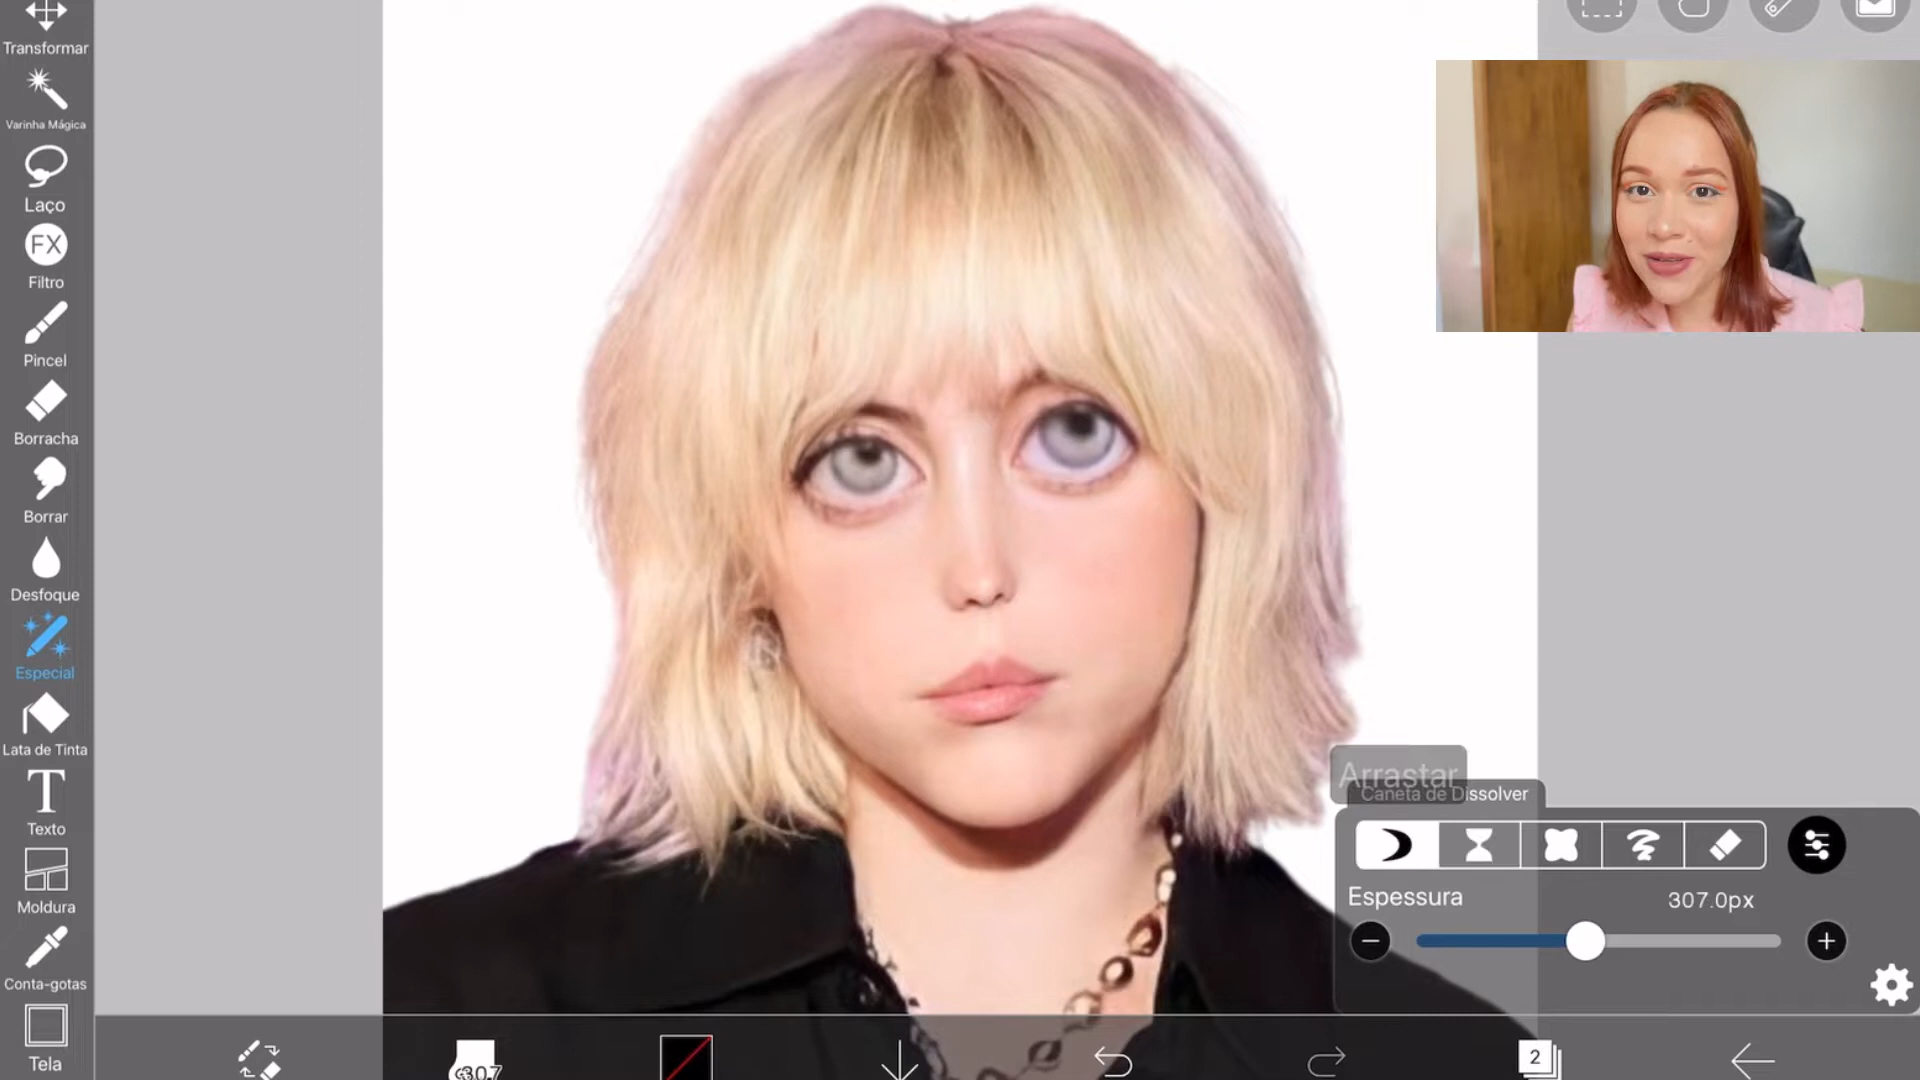 Transformar
Varinha Mágica
Laço
FX
Filtro
Pincel
Borracha
Borrar
Desfoque
Especial
Lata de Tinta
T
Texto
Moldura
Conta-gotas
Tela
Arrastar
Caneta de Dissolver
Espessura
307.0px
2